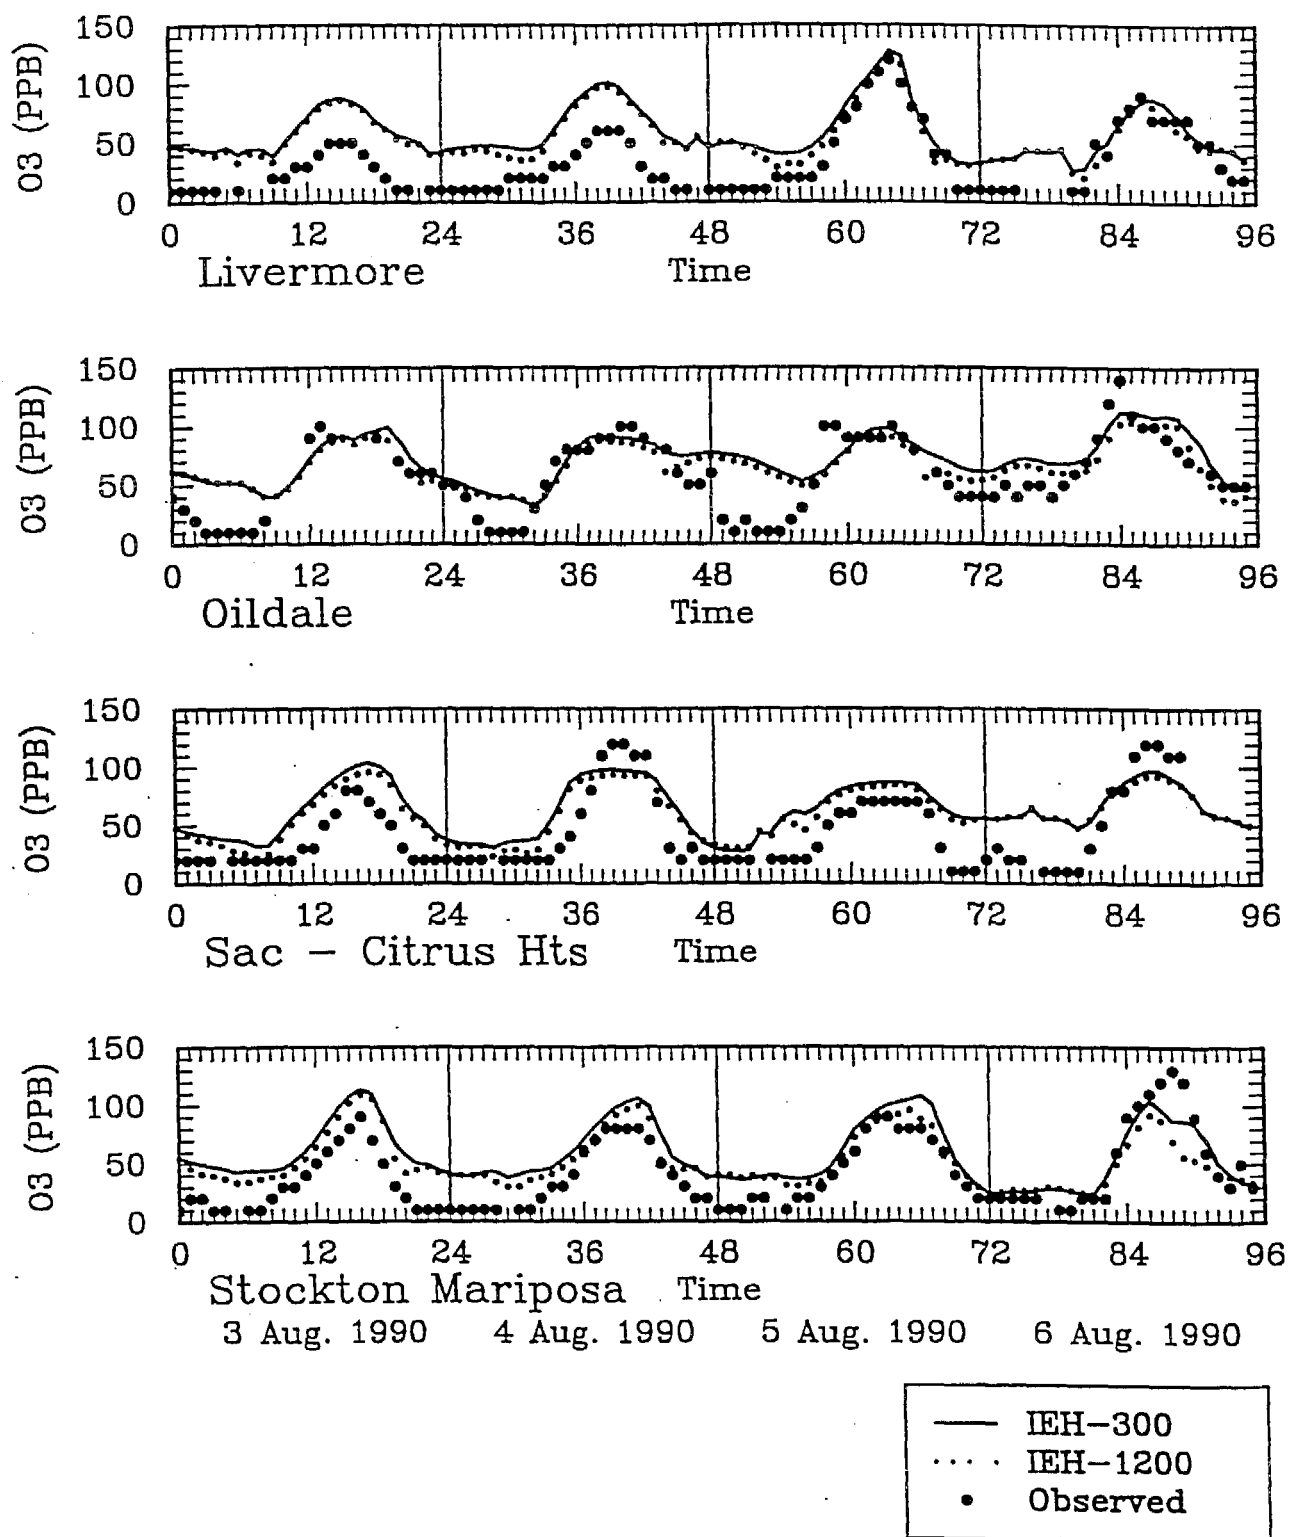 150
100
50
0
O3 (PPB)
0 12 24 36 48 60 72 84 96
Livermore Time
150
100
50
0
O3 (PPB)
0 12 24 36 48 60 72 84 96
Oildale Time
150
100
50
0
O3 (PPB)
0 12 24 36 48 60 72 84 96
Sac - Citrus Hts Time
150
100
50
0
O3 (PPB)
0 12 24 36 48 60 72 84 96
Stockton Mariposa Time
3 Aug. 1990 4 Aug. 1990 5 Aug. 1990 6 Aug. 1990
IEH-300
IEH-1200
Observed